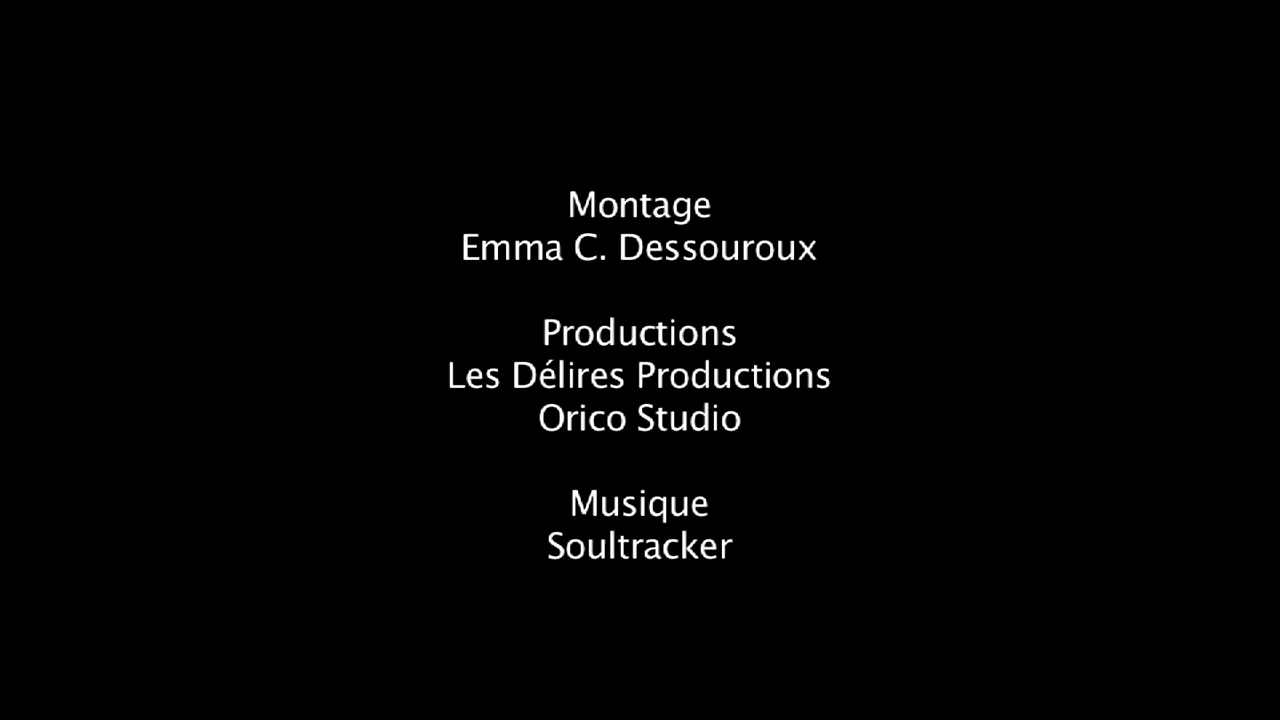 Montage
Emma C. Dessouroux
Productions
Les Délires Productions
Orico Studio
Musique
Soultracker